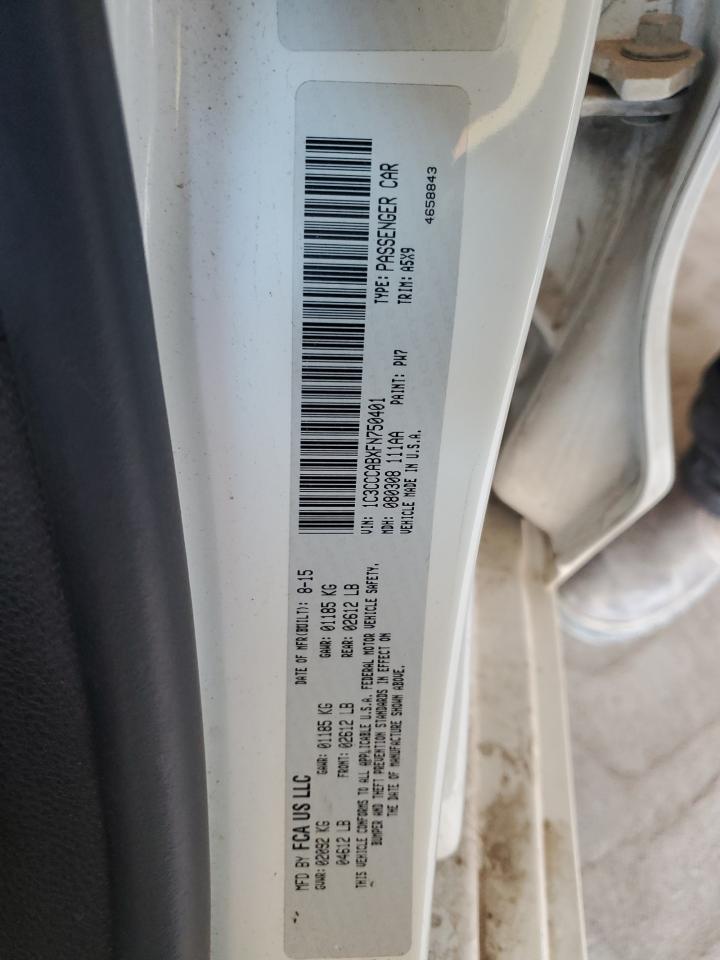 MFD BY FCA US LLC
DATE OF MFR(BUILT): 8-15
GVWR: 02092 KG
GAWR: 01185 KG
GAWR: 01185 KG
04612 LB
FRONT: 02612 LB
REAR: 02612 LB
THIS VEHICLE CONFORMS TO ALL APPLICABLE U.S.A. FEDERAL MOTOR VEHICLE SAFETY,
BUMPER AND THEFT PREVENTION STANDARDS IN EFFECT ON
THE DATE OF MANUFACTURE SHOWN ABOVE.
VIN: 1C3CCCABXFN750401
TYPE: PASSENGER CAR
MDH: 080308 111AA
PAINT: PW7
TRIM: A5X9
VEHICLE MADE IN U.S.A.
4658843